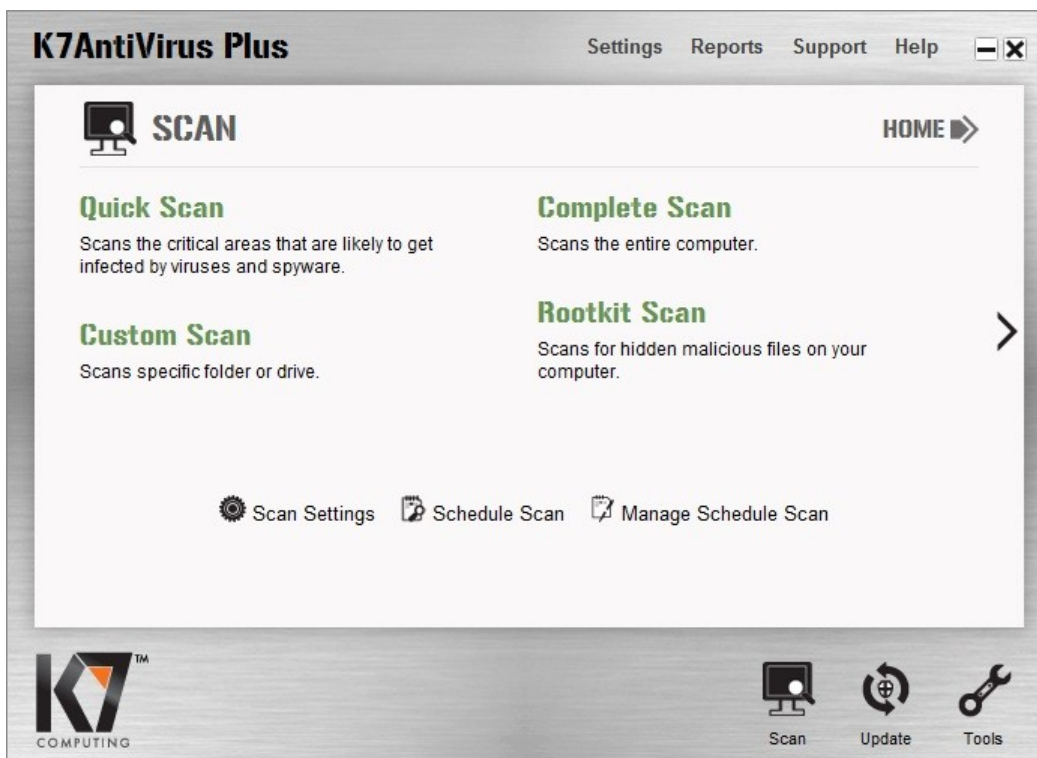 K7AntiVirus Plus
Settings Reports Support Help
SCAN
HOME
Quick Scan
Scans the critical areas that are likely to get
infected by viruses and spyware.
Complete Scan
Scans the entire computer.
Custom Scan
Scans specific folder or drive.
Rootkit Scan
Scans for hidden malicious files on your
computer.
Scan Settings Schedule Scan Manage Schedule Scan
K7 TM
COMPUTING
Scan Update Tools